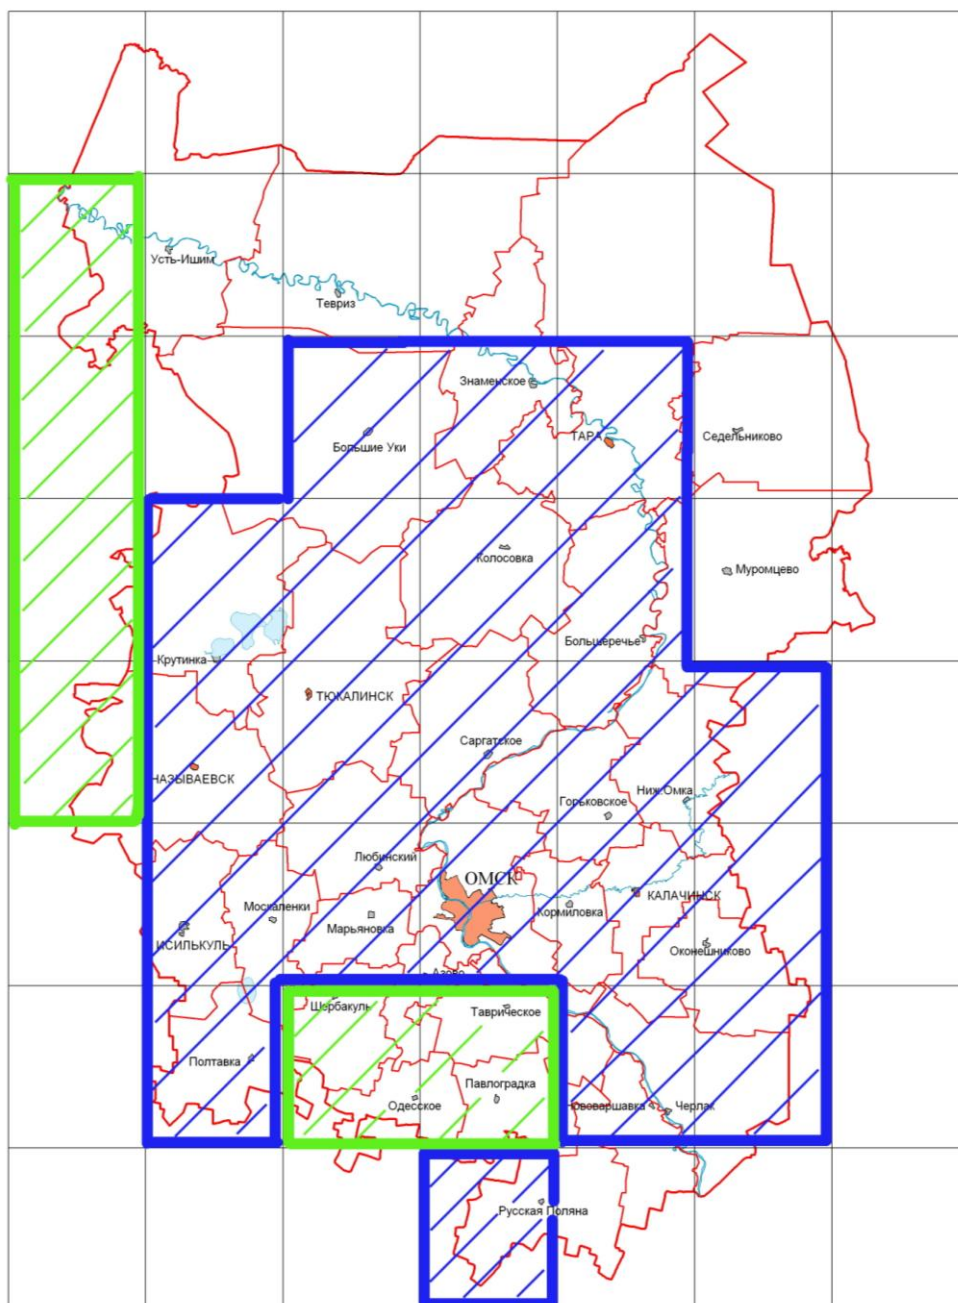 Усть-Ишим
Тевриз
Знаменское
ТАРА
Седельниково
Большие Уки
Колосовка
Муромцево
Большеречье
Крутинка
ТЮКАЛИНСК
Саргатское
НАЗЫВАЕВСК
Ниж.Омка
Горьковское
Любинский
ОМСК
КАЛАЧИНСК
Москаленки
Кормиловка
Марьяновка
ИСИЛЬКУЛЬ
Оконешниково
Азово
Шербакуль
Таврическое
Полтавка
Павлоградка
Одесское
Нововаршавка
Черлак
Русская Поляна